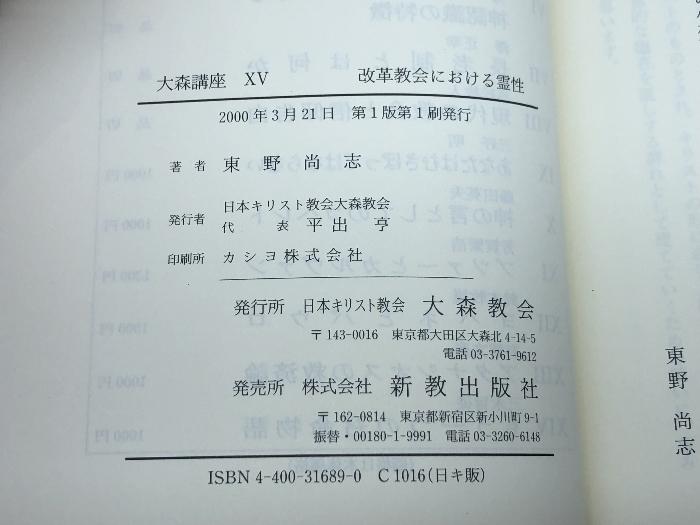 大森講座 XV 改革教会における霊性
2000年3月21日 第1版第1刷発行
著者 東野尚志
発行者 日本キリスト教会大森教会
代表 平出亨
印刷所 カシヨ株式会社
発行所 日本キリスト教会 大森教会
〒143-0016 東京都大田区大森北4-14-5
電話03-3761-9612
発売所 株式会社 新教出版社
〒162-0814 東京都新宿区新小川町9-1
振替・00180-1-9991 電話03-3260-6148
ISBN 4-400-31689-0 C1016(日キ販)
東野尚志